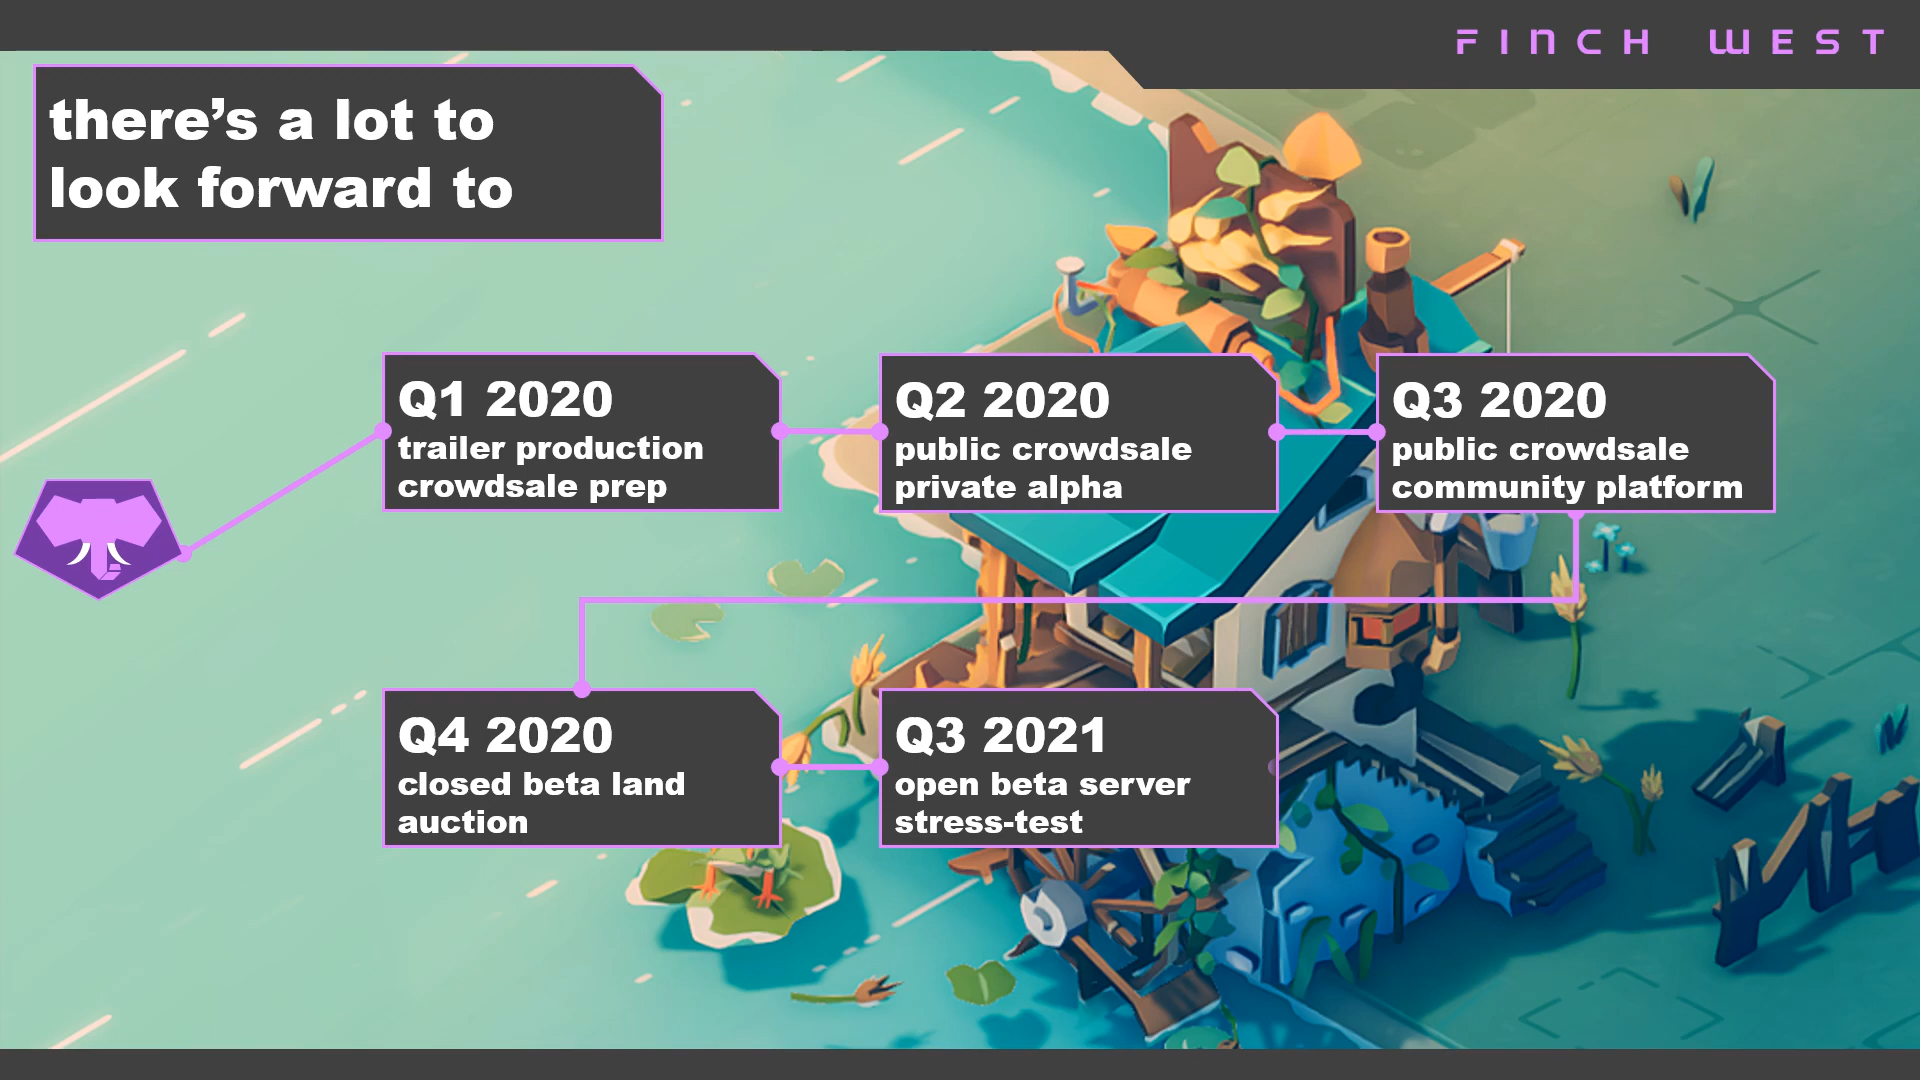 FINCH WEST
there’s a lot to
look forward to
Q1 2020
trailer production
crowdsale prep
Q2 2020
public crowdsale
private alpha
Q3 2020
public crowdsale
community platform
Q4 2020
closed beta land
auction
Q3 2021
open beta server
stress-test